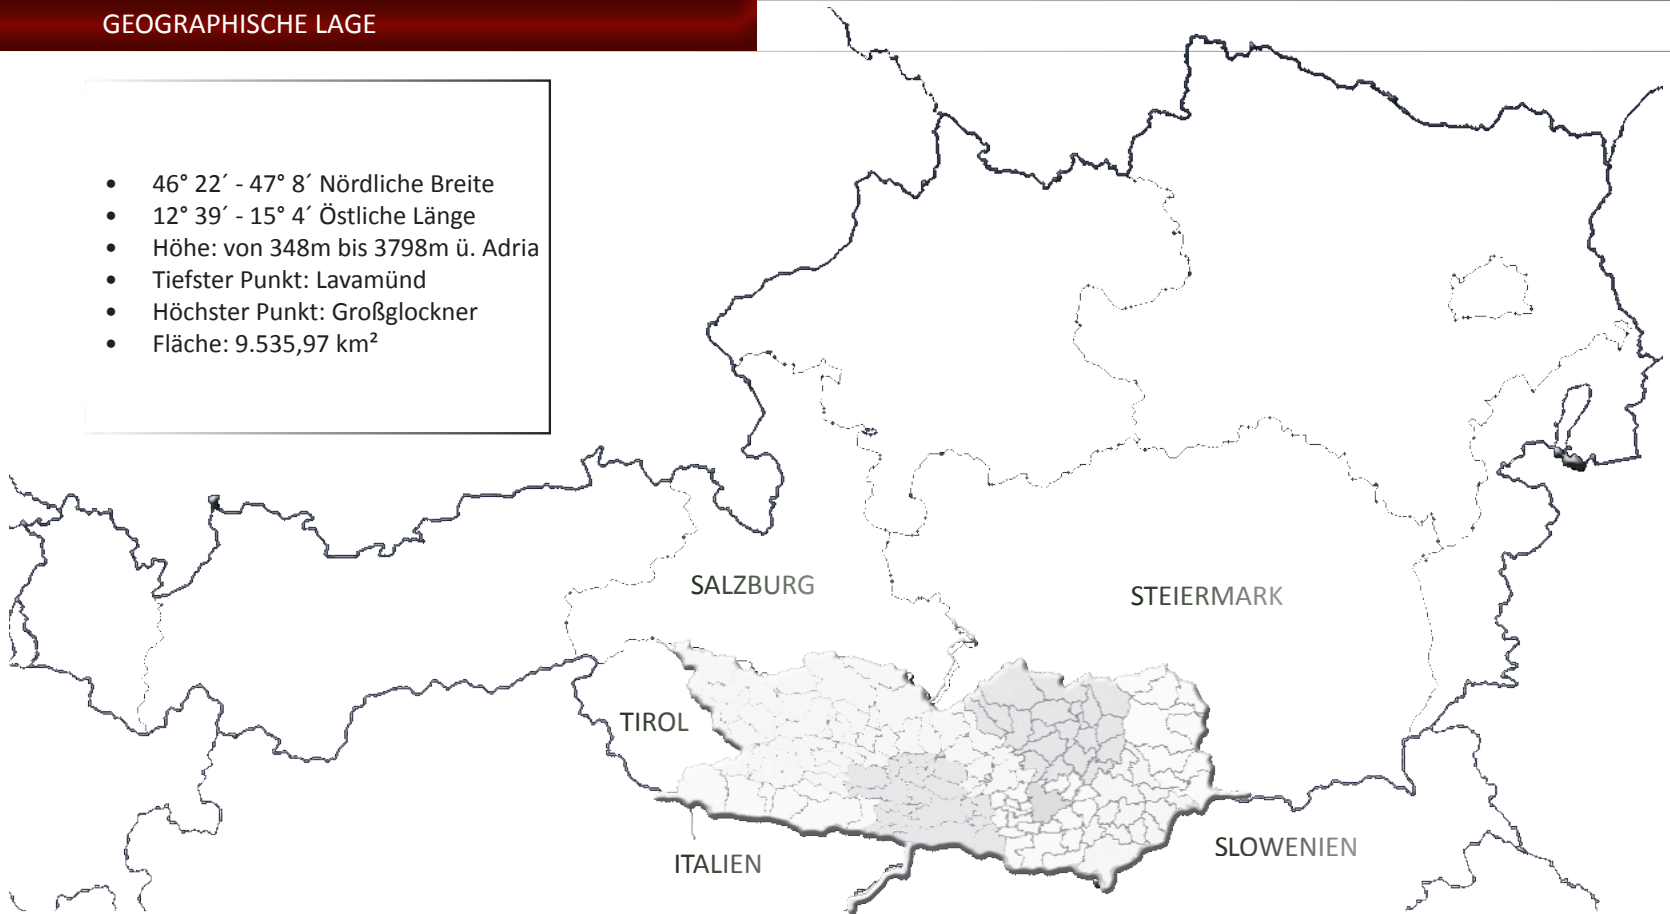 GEOGRAPHISCHE LAGE
• 46° 22´ - 47° 8´ Nördliche Breite
• 12° 39´ - 15° 4´ Östliche Länge
• Höhe: von 348m bis 3798m ü. Adria
• Tiefster Punkt: Lavamünd
• Höchster Punkt: Großglockner
• Fläche: 9.535,97 km²
SALZBURG
STEIERMARK
TIROL
ITALIEN
SLOWENIEN